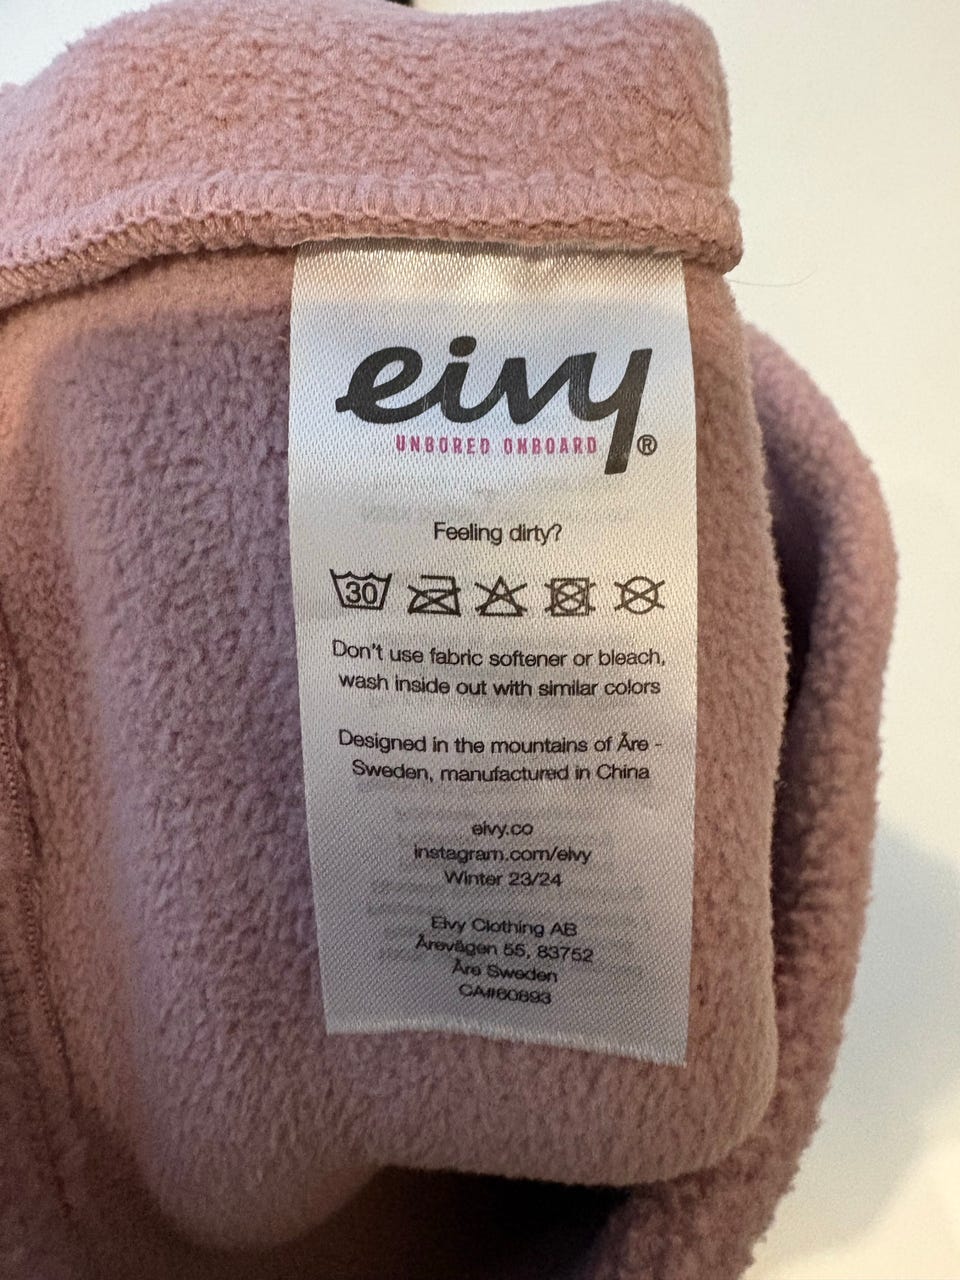 eivy
UNBORED ONBOARD ®
Feeling dirty?
30
Don't use fabric softener or bleach,
wash inside out with similar colors
Designed in the mountains of Åre -
Sweden, manufactured in China
eivy.co
instagram.com/eivy
Winter 23/24
Eivy Clothing AB
Årevägen 55, 83752
Åre Sweden
CA#60893